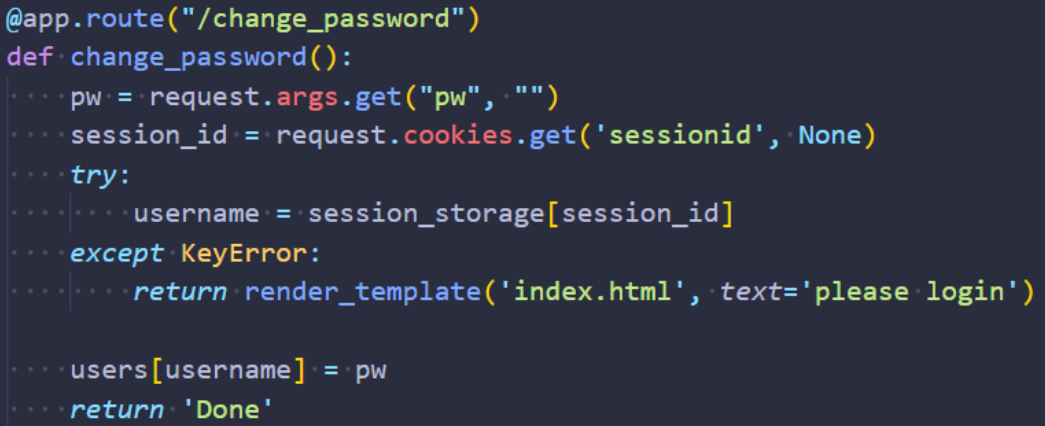 @app.route("/change_password")
def change_password():
    pw = request.args.get("pw", "")
    session_id = request.cookies.get('sessionid', None)
    try:
        username = session_storage[session_id]
    except KeyError:
        return render_template('index.html', text='please login')

    users[username] = pw
    return 'Done'